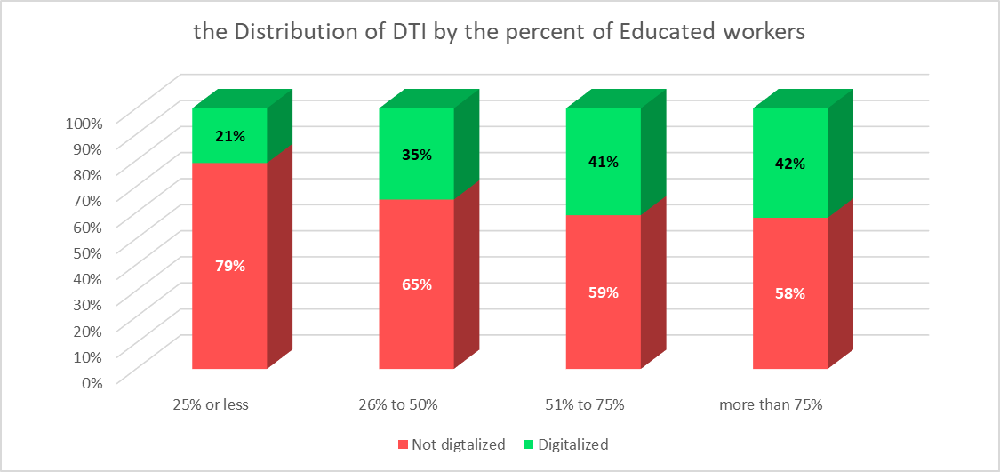 the Distribution of DTI by the percent of Educated workers
100%
90%
80%
70%
60%
50%
40%
30%
20%
10%
0%
21%
35%
41%
42%
79%
65%
59%
58%
25% or less
26% to 50%
51% to 75%
more than 75%
Not digtalized
Digitalized